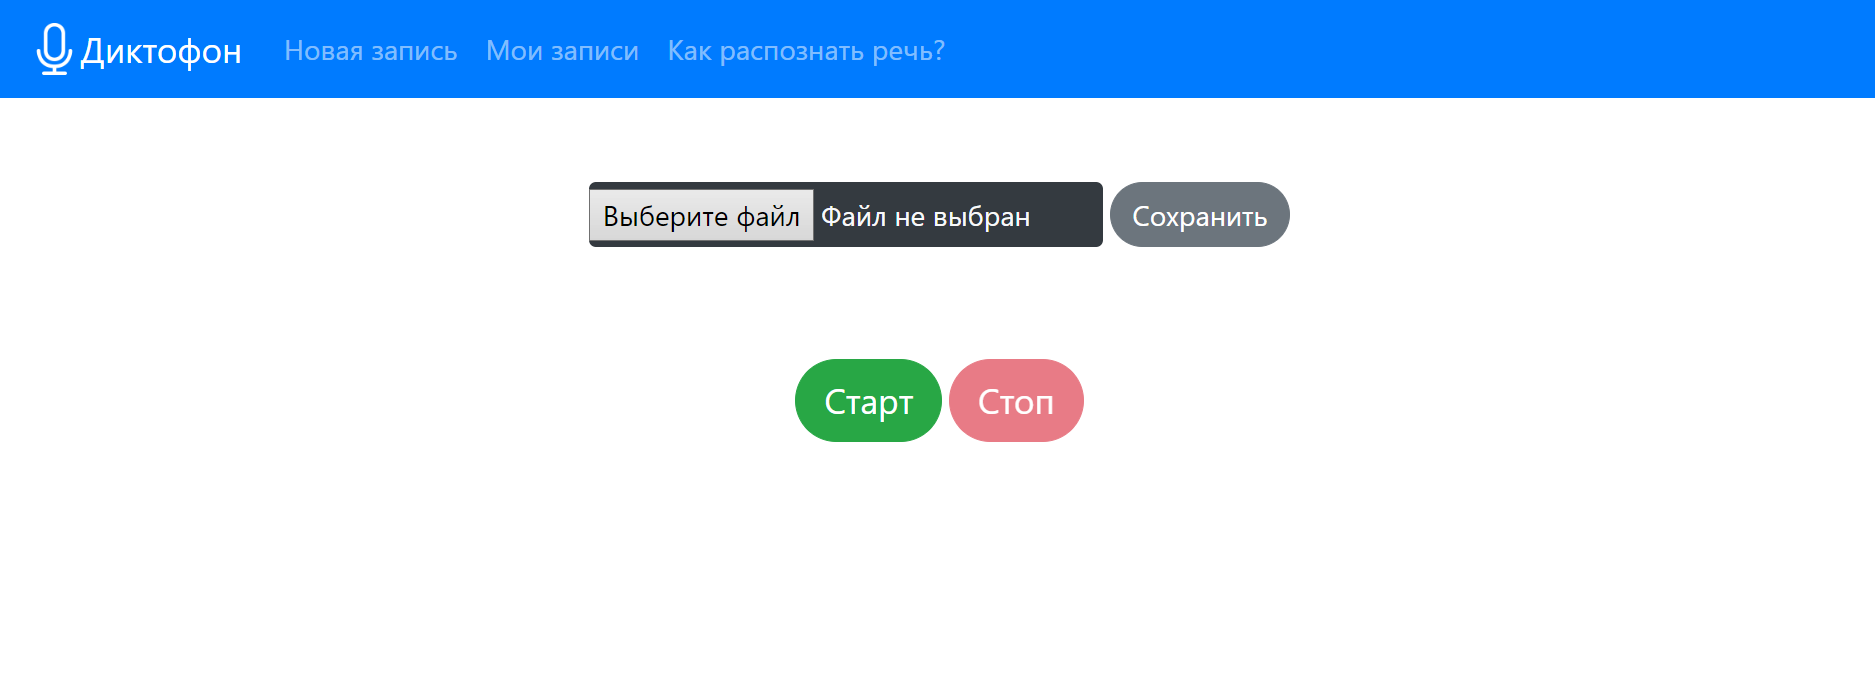 Диктофон Новая запись Мои записи Как распознать речь?
Выберите файл Файл не выбран Сохранить
Старт Стоп